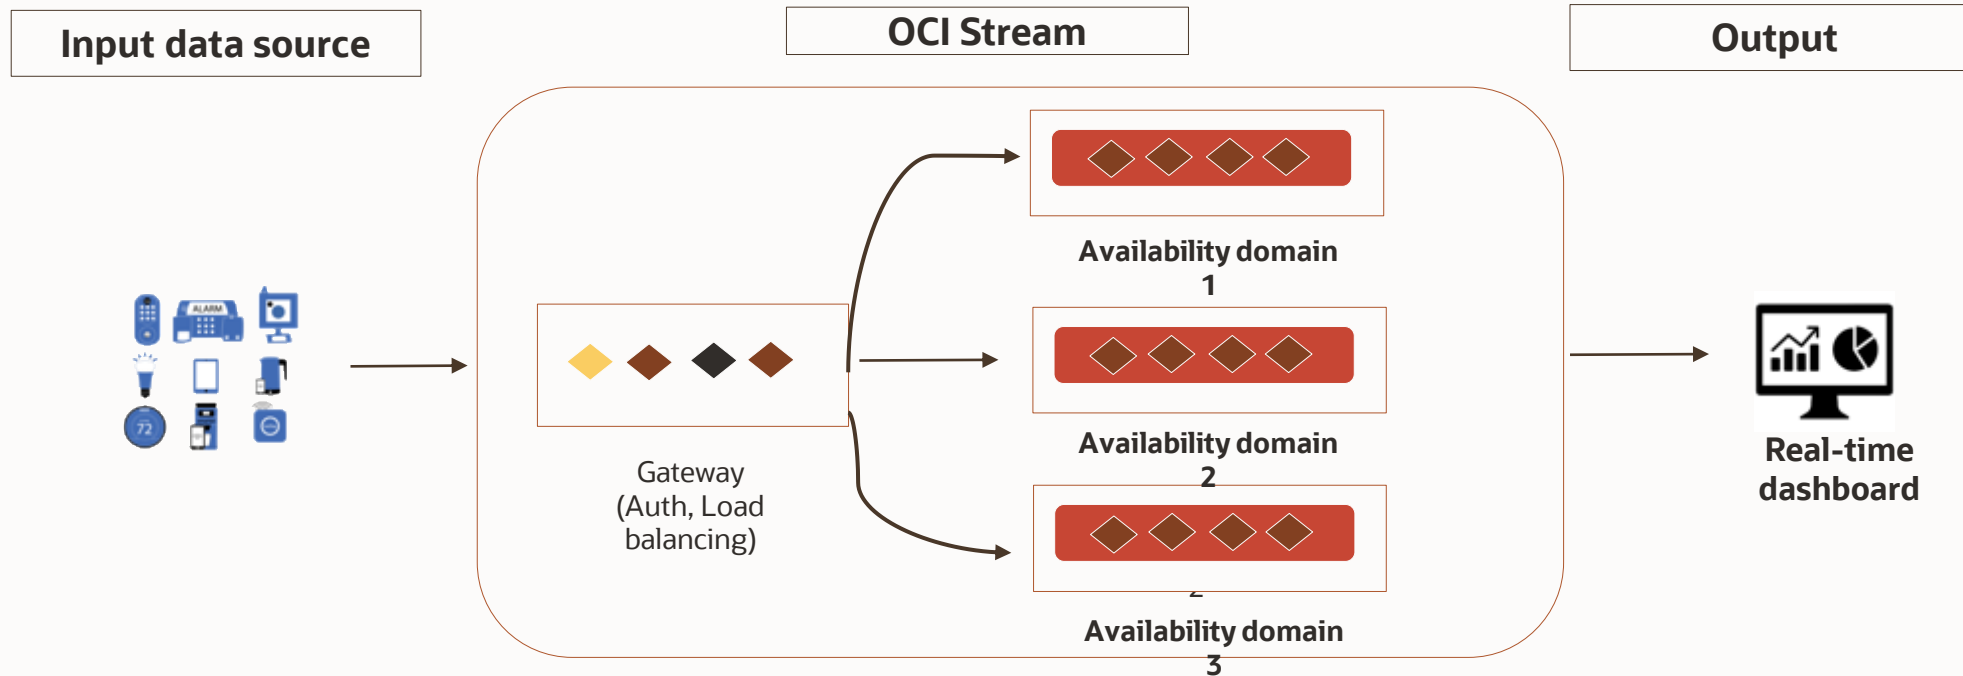 Input data source
OCI Stream
Output
Availability domain
1
ALARM
72
Gateway
(Auth, Load
balancing)
Availability domain
2
Availability domain
3
Real-time
dashboard